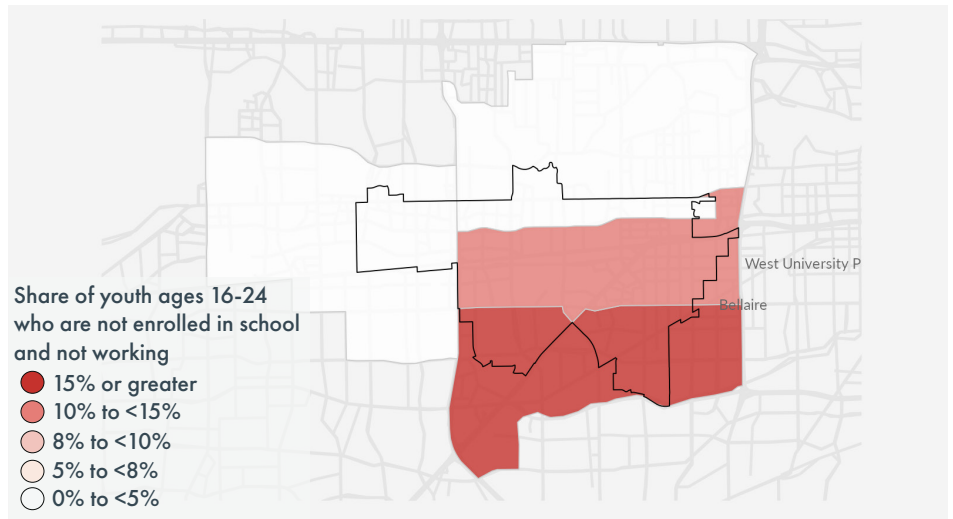 West University P
Bellaire
Share of youth ages 16-24
who are not enrolled in school
and not working
15% or greater
10% to <15%
8% to <10%
5% to <8%
0% to <5%